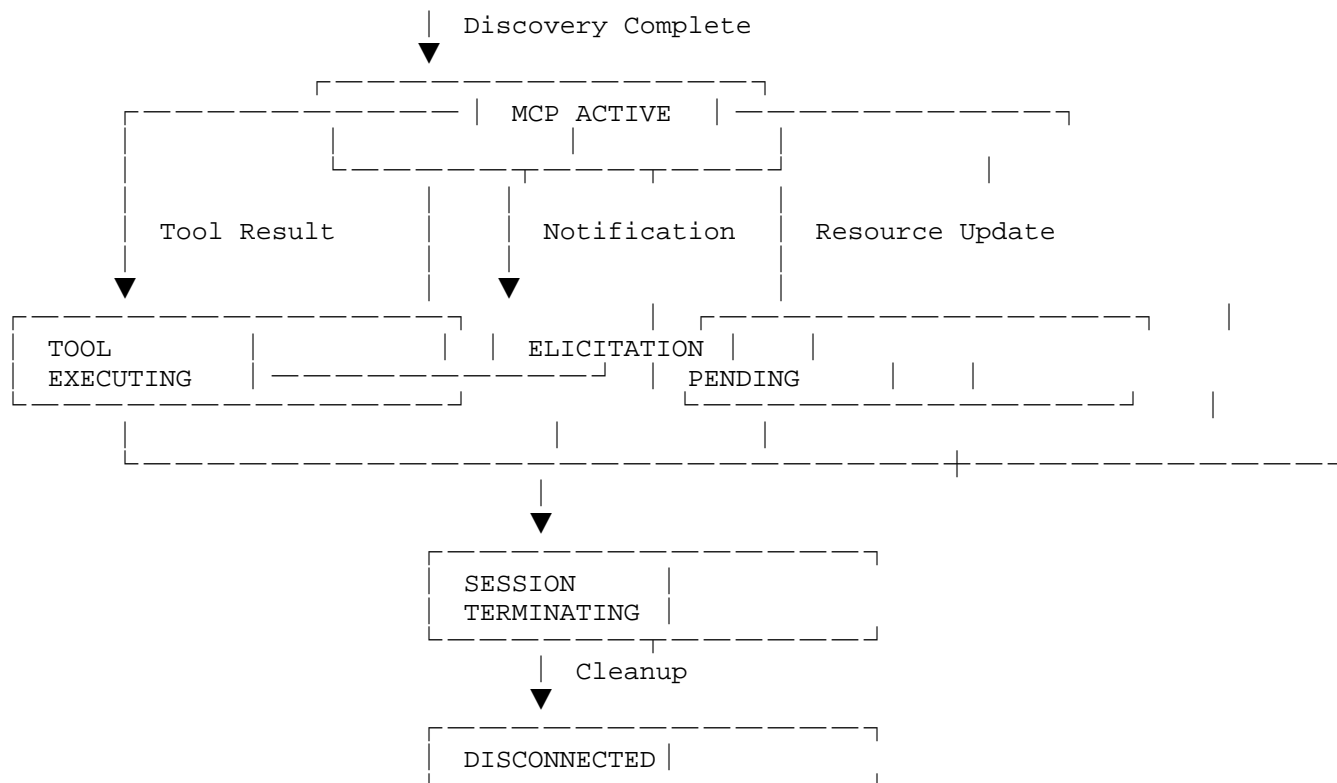 Discovery Complete
MCP ACTIVE
Tool Result Notification Resource Update
TOOL ELICITATION
EXECUTING PENDING
SESSION
TERMINATING
Cleanup
DISCONNECTED